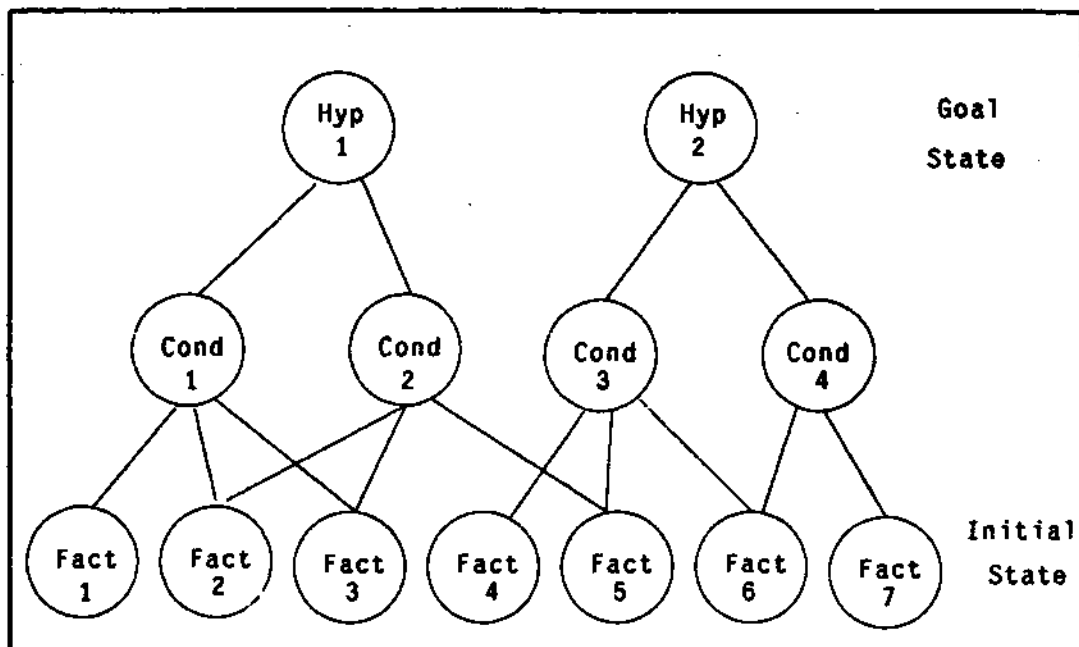 Hyp
1
Hyp
2
Goal
State
Cond
1
Cond
2
Cond
3
Cond
4
Fact
1
Fact
2
Fact
3
Fact
4
Fact
5
Fact
6
Fact
7
Initial
State